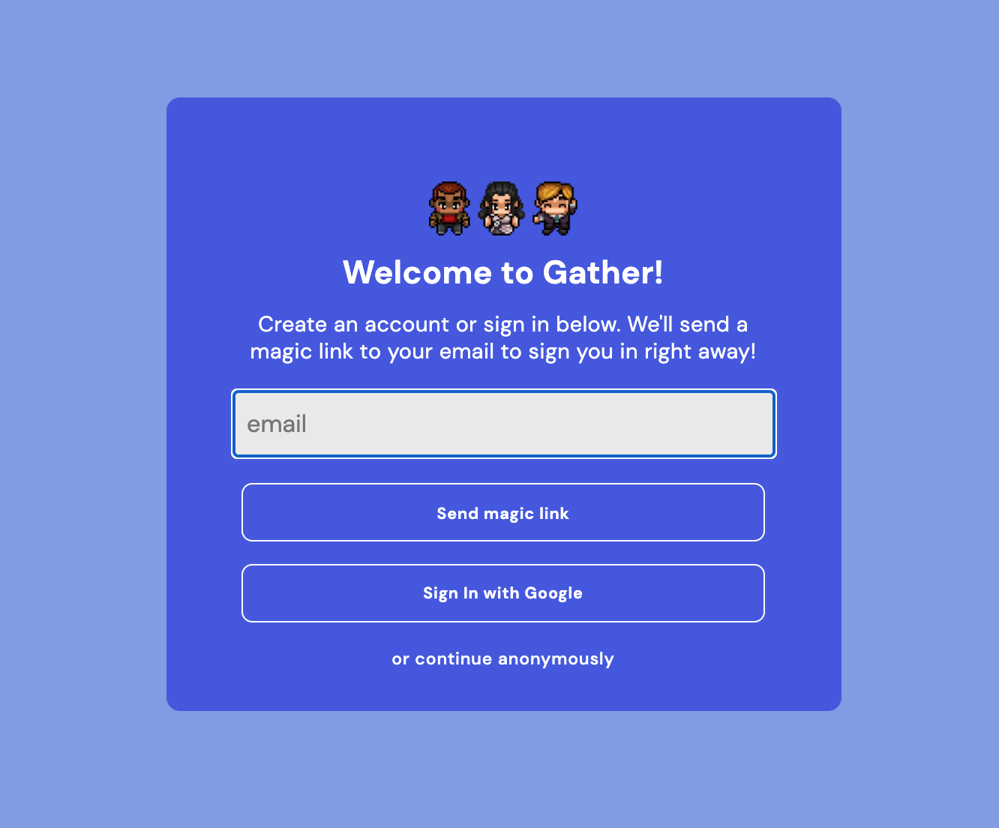 Welcome to Gather!
Create an account or sign in below. We'll send a
magic link to your email to sign you in right away!
email
Send magic link
Sign In with Google
or continue anonymously